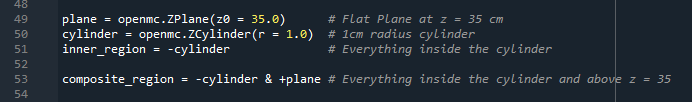 48
49 plane = openmc.ZPlane(z0 = 35.0)      # Flat Plane at z = 35 cm
50 cylinder = openmc.ZCylinder(r = 1.0)  # 1cm radius cylinder
51 inner_region = -cylinder              # Everything inside the cylinder
52
53 composite_region = -cylinder & +plane # Everything inside the cylinder and above z = 35
54